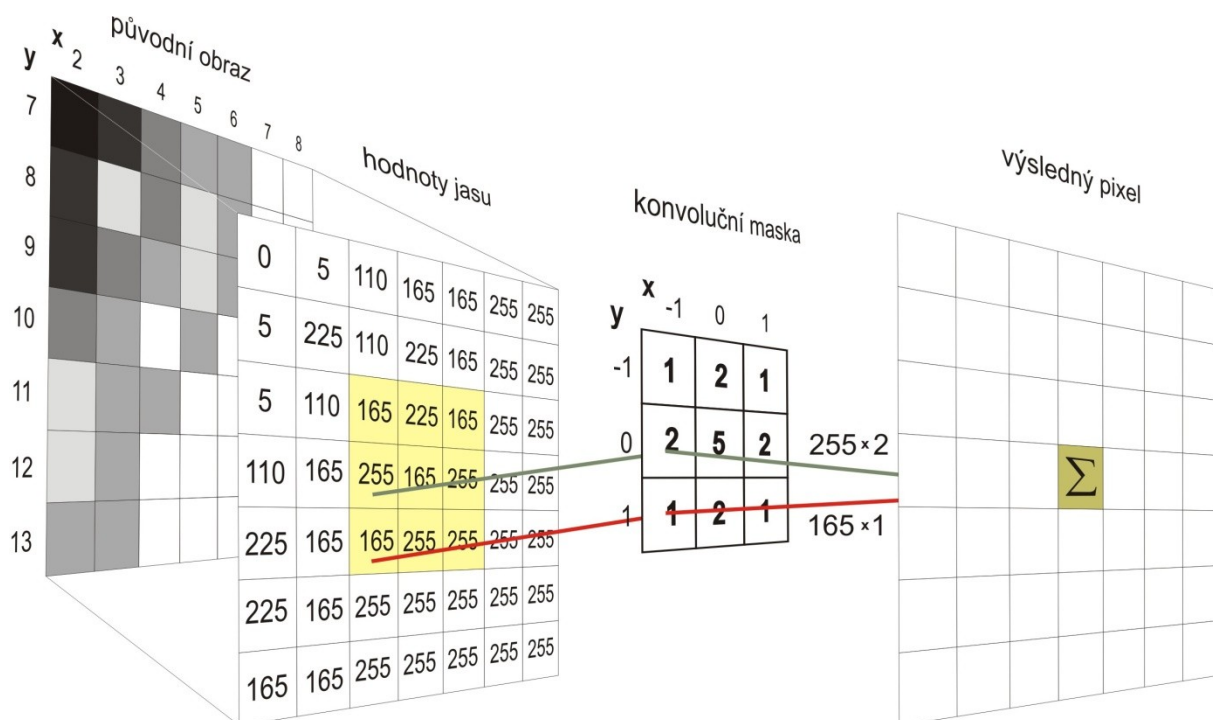 původní obraz
x
y
2 3 4 5 6 7 8
7
8
9
10
11
12
13
hodnoty jasu
0 5 110 165 165 255 255
5 225 110 225 165 255 255
5 110 165 225 165 255 255
110 165 255 165 255 255 255
225 165 165 255 255 255 255
225 165 255 255 255 255 255
165 165 255 255 255 255 255
konvoluční maska
x
y
-1 0 1
-1 1 2 1
0 2 5 2
1 1 2 1
255 × 2
165 × 1
výsledný pixel
Σ